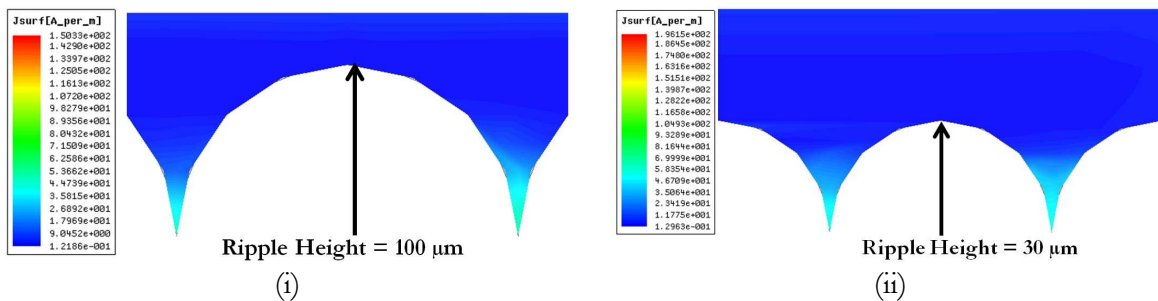 Jsurf[A_per_m]
1.5033e+002
1.4290e+002
1.3397e+002
1.2505e+002
1.1613e+002
1.0720e+002
9.8279e+001
8.9356e+001
8.0432e+001
7.1509e+001
6.2586e+001
5.3662e+001
4.4739e+001
3.5815e+001
2.6892e+001
1.7969e+001
9.0452e+000
1.2186e-001
Ripple Height = 100 µm
(i)
Jsurf[A_per_m]
1.9615e+002
1.8645e+002
1.7480e+002
1.6316e+002
1.5151e+002
1.3987e+002
1.2822e+002
1.1658e+002
1.0493e+002
9.3289e+001
8.1644e+001
6.9999e+001
5.8354e+001
4.6709e+001
3.5064e+001
2.3419e+001
1.1775e+001
1.2963e-001
Ripple Height = 30 µm
(ii)